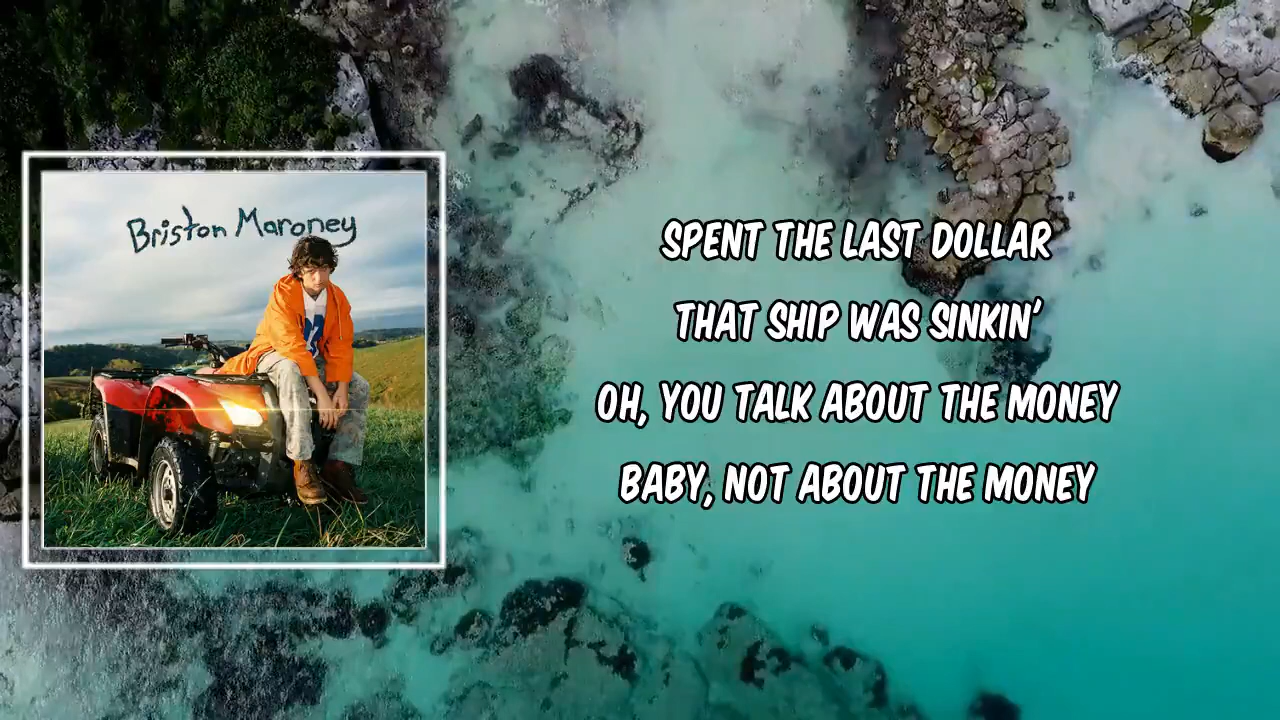 Briston Maroney
SPENT THE LAST DOLLAR
THAT SHIP WAS SINKIN'
OH, YOU TALK ABOUT THE MONEY
BABY, NOT ABOUT THE MONEY